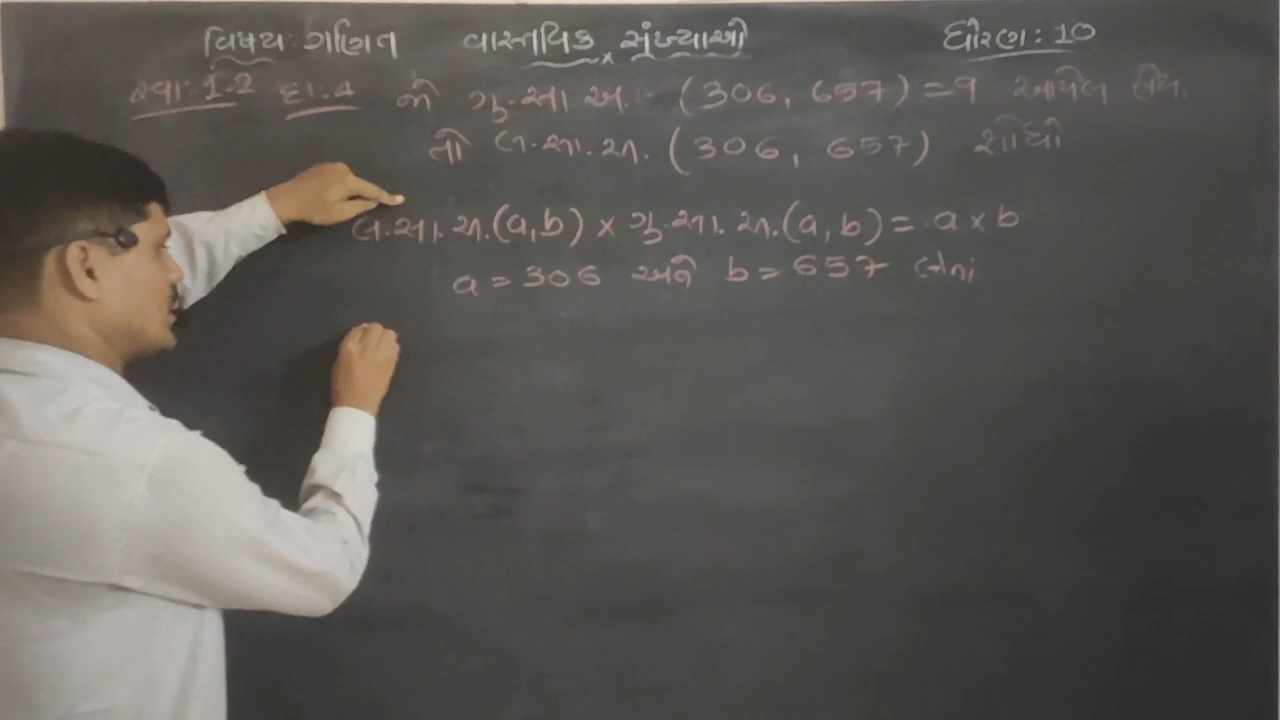 વિષય: ગણિત વાસ્તવિક સંખ્યાઓ ધોરણ: 10
સ્વા 1.2 દા.4 જો ગુ.સા.અ. (306, 657) = 9 આપેલ હોય.
તો લ.સા.અ. (306, 657) શોધો
લ.સા.અ.(a,b) × ગુ.સા.અ.(a,b) = a × b
a = 306 અને b = 657 લેતાં